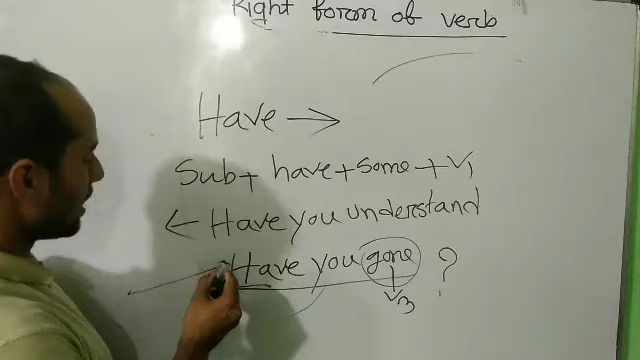 Right form of verb
Have →
Sub + have + some + V1
← Have you understand
Have you gone ?
V3